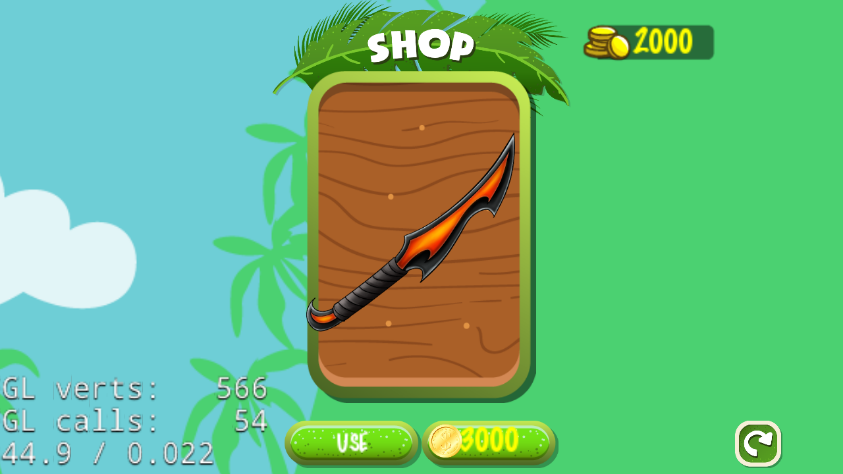 SHOP
2000
GL verts: 566
GL calls: 54
44.9 / 0.022
USE
3000